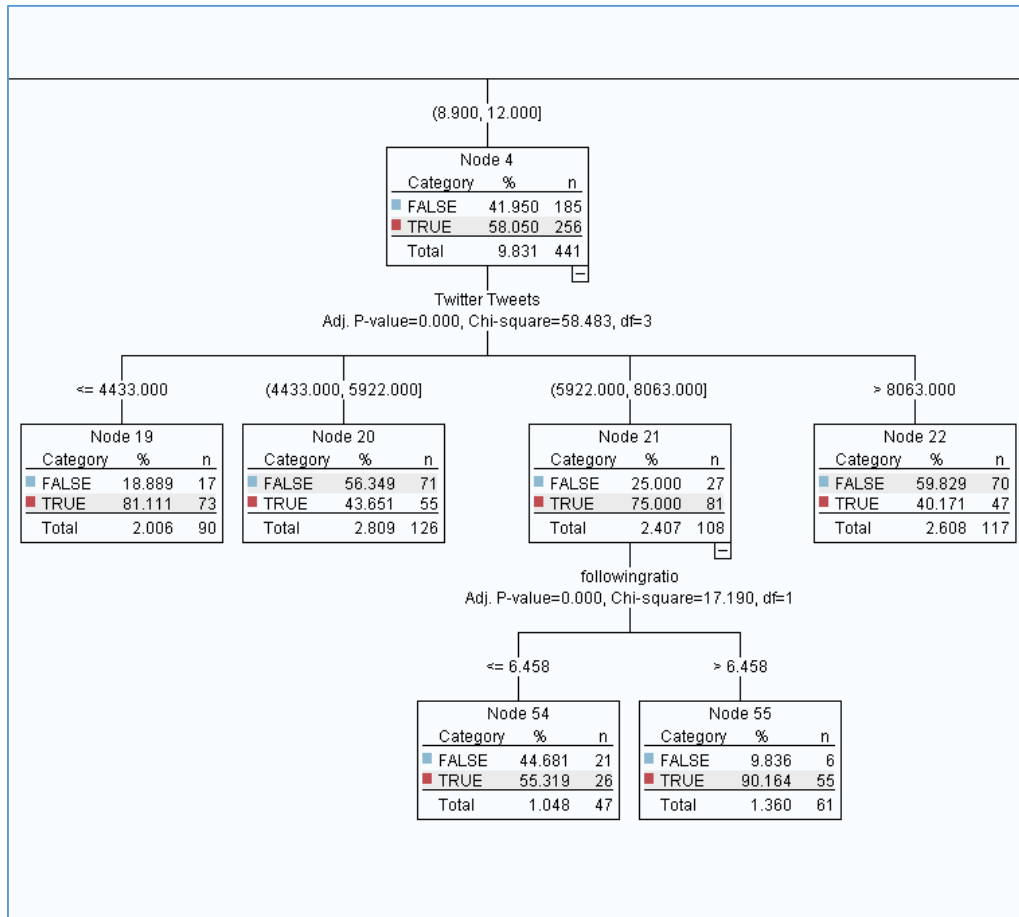 (8.900, 12.000]
Node 4
Category % n
FALSE 41.950 185
TRUE 58.050 256
Total 9.831 441
Twitter Tweets
Adj. P-value=0.000, Chi-square=58.483, df=3
<= 4433.000 (4433.000, 5922.000] (5922.000, 8063.000] > 8063.000
Node 19 Node 20 Node 21 Node 22
Category % n Category % n Category % n Category % n
FALSE 18.889 17 FALSE 56.349 71 FALSE 25.000 27 FALSE 59.829 70
TRUE 81.111 73 TRUE 43.651 55 TRUE 75.000 81 TRUE 40.171 47
Total 2.006 90 Total 2.809 126 Total 2.407 108 Total 2.608 117
followingratio
Adj. P-value=0.000, Chi-square=17.190, df=1
<= 6.458 > 6.458
Node 54 Node 55
Category % n Category % n
FALSE 44.681 21 FALSE 9.836 6
TRUE 55.319 26 TRUE 90.164 55
Total 1.048 47 Total 1.360 61